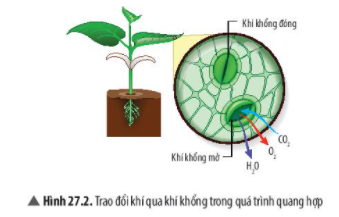 Khí khổng đóng
Khí khổng mở
CO₂
O₂
H₂O
▲ Hình 27.2. Trao đổi khí qua khí khổng trong quá trình quang hợp